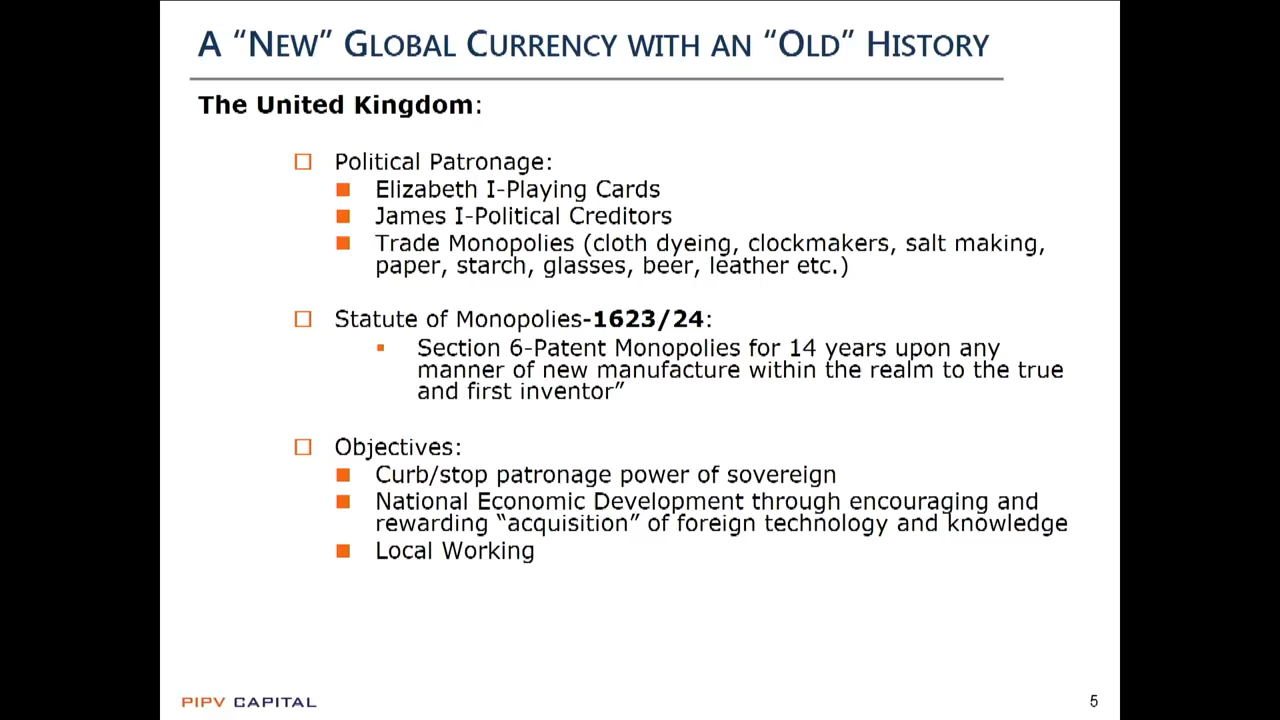 A “NEW” GLOBAL CURRENCY WITH AN “OLD” HISTORY
The United Kingdom:
Political Patronage:
Elizabeth I-Playing Cards
James I-Political Creditors
Trade Monopolies (cloth dyeing, clockmakers, salt making,
paper, starch, glasses, beer, leather etc.)
Statute of Monopolies-1623/24:
Section 6-Patent Monopolies for 14 years upon any
manner of new manufacture within the realm to the true
and first inventor”
Objectives:
Curb/stop patronage power of sovereign
National Economic Development through encouraging and
rewarding “acquisition” of foreign technology and knowledge
Local Working
PIPV CAPITAL
5